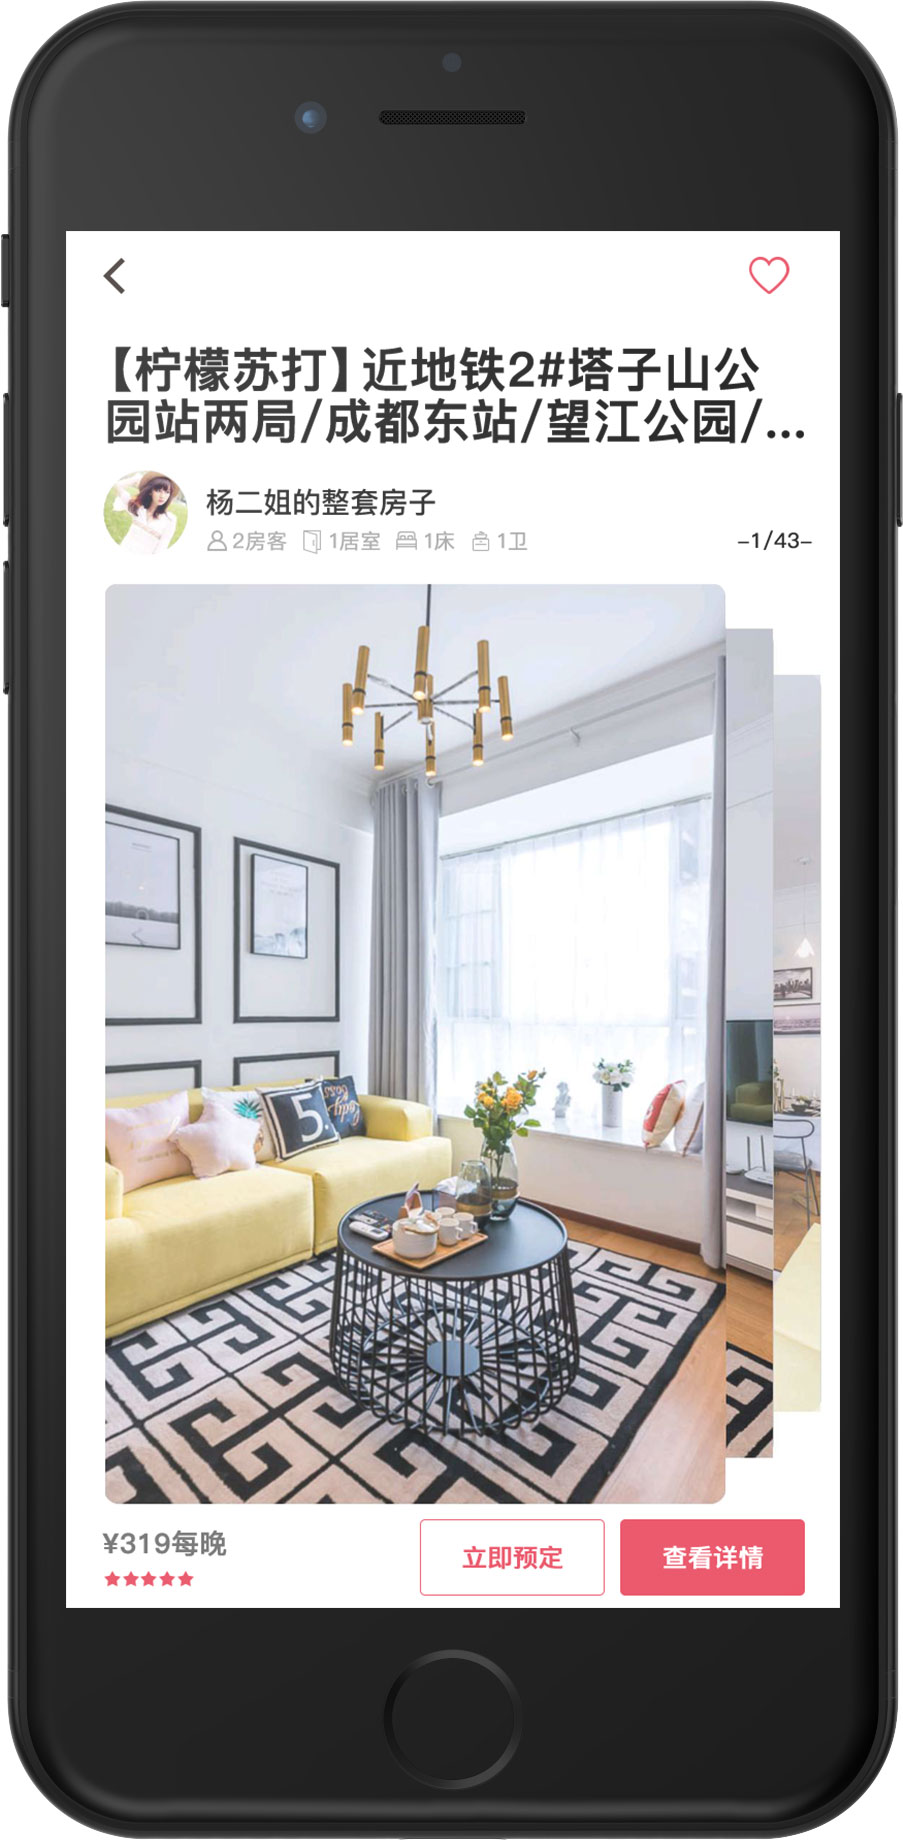 【柠檬苏打】近地铁2#塔子山公
园站两局/成都东站/望江公园/...
杨二姐的整套房子
2房客 1居室 1床 1卫
–1/43–
5.
¥319每晚
立即预定
查看详情